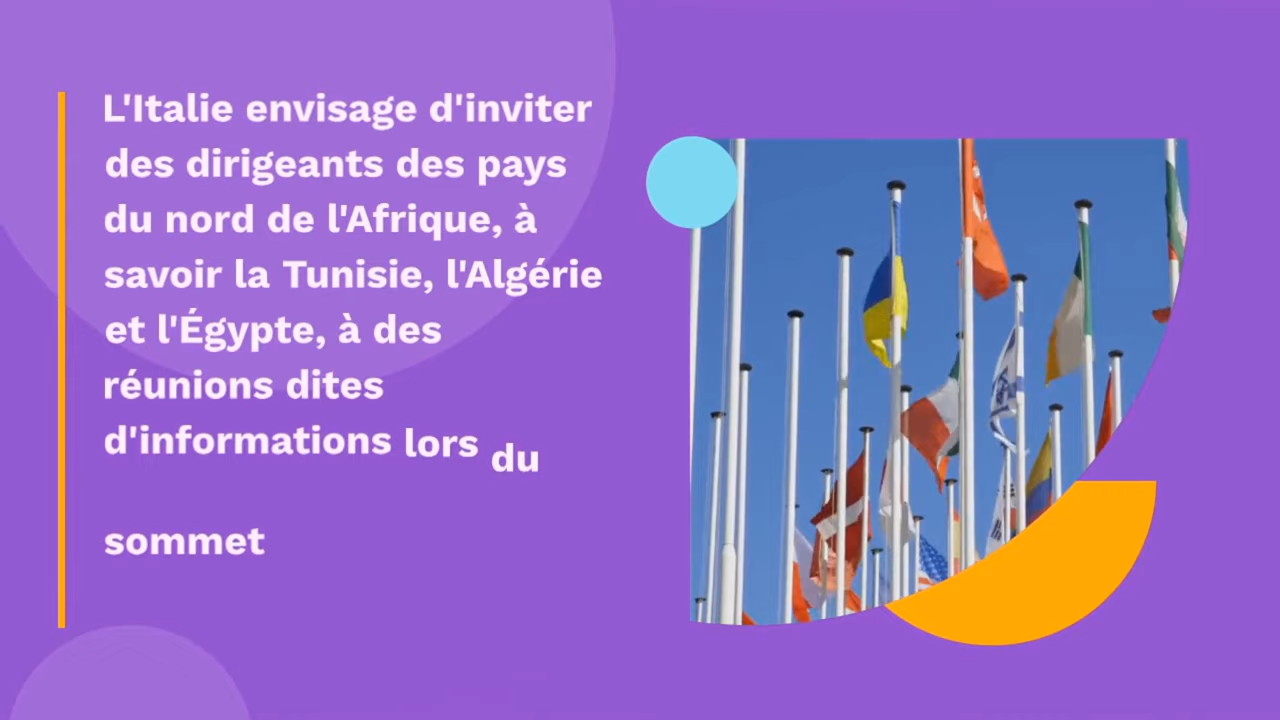 L'Italie envisage d'inviter
des dirigeants des pays
du nord de l'Afrique, à
savoir la Tunisie, l'Algérie
et l'Égypte, à des
réunions dites
d'informations lors du
sommet